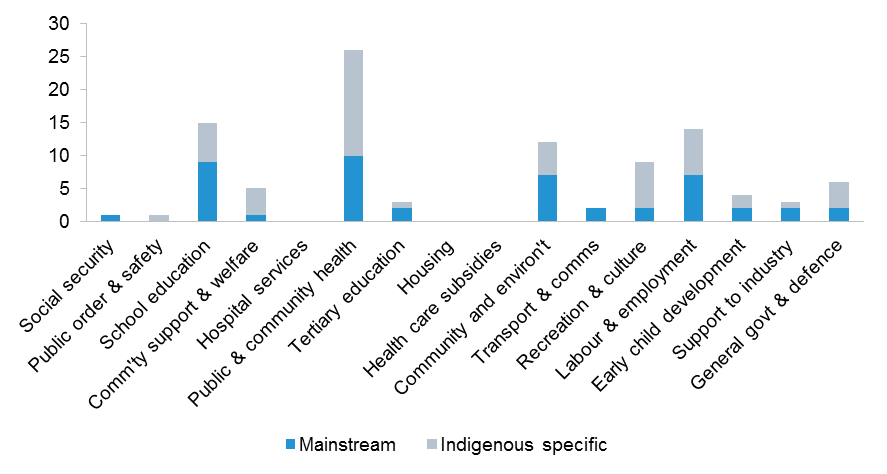 30
25
20
15
10
5
0
Social security
Public order & safety
School education
Comm'ty support & welfare
Hospital services
Public & community health
Tertiary education
Housing
Health care subsidies
Community and environ't
Transport & comms
Recreation & culture
Labour & employment
Early child development
Support to industry
General govt & defence
Mainstream Indigenous specific